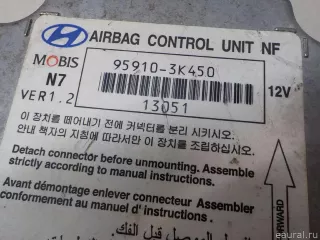 AIRBAG CONTROL UNIT NF
MOBIS
95910-3K450
N7
VER1.2
13051
12V
이 장치를 떼어내기 전에 커넥터를 분리 시키시오.
안내 책자의 지침에 따라서만 이 장치를 조립하십시오.
Detach connector before unmounting. Assemble
strictly according to manual instructions.
Avant démontage enlever connecteur Assembler
conformement au manuel d' instructions.
قبل الفك.
FORWARD
eaural.ru